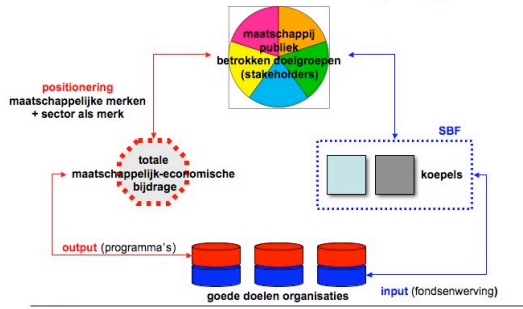 maatschappij
publiek
betrokken doelgroepen
(stakeholders)
positionering
maatschappelijke merken
+ sector als merk
SBF
totale
maatschappelijk-economische
bijdrage
koepels
output (programma's)
goede doelen organisaties
input (fondsenwerving)